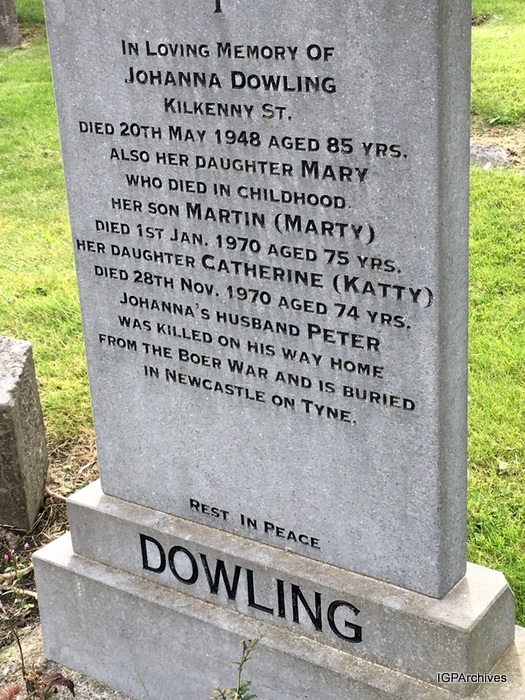 In Loving Memory Of
Johanna Dowling
Kilkenny St.
died 20th May 1948 aged 85 yrs.
also her daughter Mary
who died in childhood.
her son Martin (Marty)
died 1st Jan. 1970 aged 75 yrs.
her daughter Catherine (Katty)
died 28th Nov. 1970 aged 74 yrs.
Johanna's husband Peter
was killed on his way home
from the Boer War and is buried
in Newcastle on Tyne.
Rest in Peace
DOWLING
IGPArchives